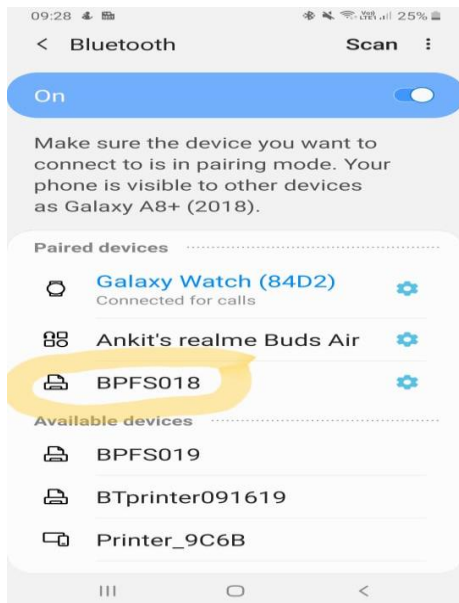 09:28 25%
< Bluetooth Scan
On
Make sure the device you want to
connect to is in pairing mode. Your
phone is visible to other devices
as Galaxy A8+ (2018).
Paired devices
Galaxy Watch (84D2)
Connected for calls
Ankit's realme Buds Air
BPFS018
Available devices
BPFS019
BTprinter091619
Printer_9C6B